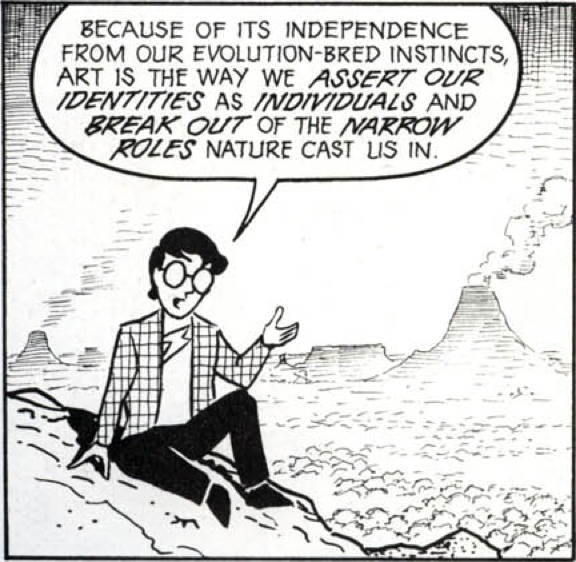 BECAUSE OF ITS INDEPENDENCE
FROM OUR EVOLUTION-BRED INSTINCTS,
ART IS THE WAY WE ASSERT OUR
IDENTITIES AS INDIVIDUALS AND
BREAK OUT OF THE NARROW
ROLES NATURE CAST US IN.